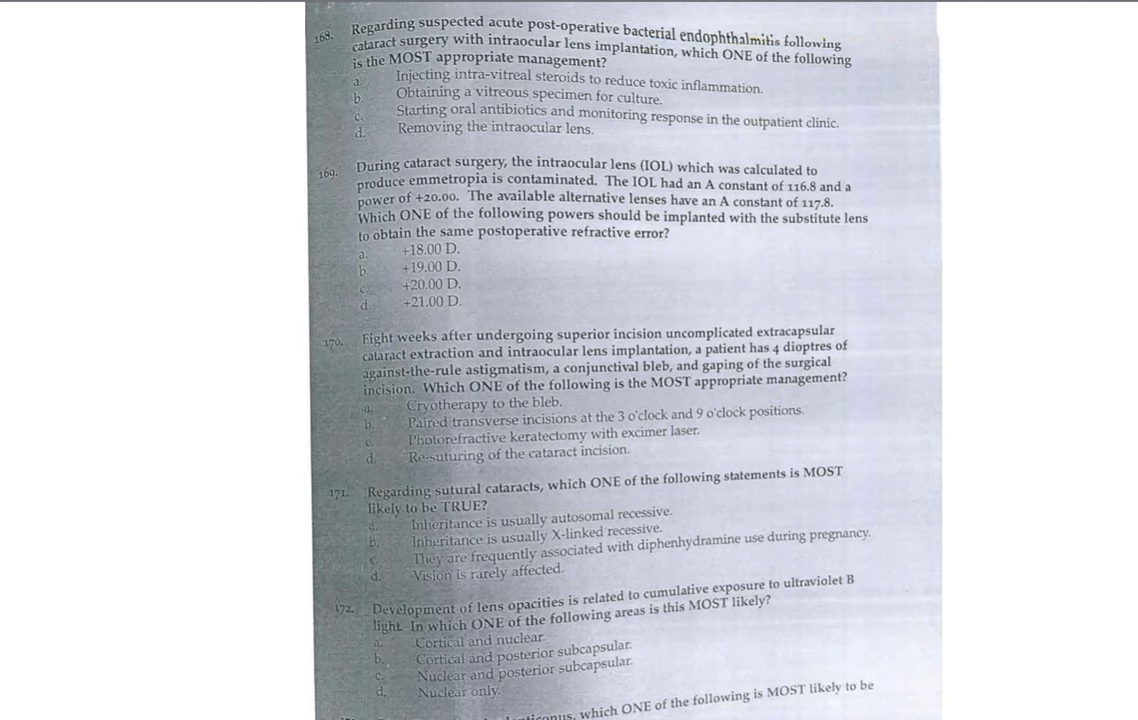 168. Regarding suspected acute post-operative bacterial endophthalmitis following
cataract surgery with intraocular lens implantation, which ONE of the following
is the MOST appropriate management?
a. Injecting intra-vitreal steroids to reduce toxic inflammation.
b. Obtaining a vitreous specimen for culture.
c. Starting oral antibiotics and monitoring response in the outpatient clinic.
d. Removing the intraocular lens.
169. During cataract surgery, the intraocular lens (IOL) which was calculated to
produce emmetropia is contaminated. The IOL had an A constant of 116.8 and a
power of +20.00. The available alternative lenses have an A constant of 117.8.
Which ONE of the following powers should be implanted with the substitute lens
to obtain the same postoperative refractive error?
a. +18.00 D.
b. +19.00 D.
c. +20.00 D.
d. +21.00 D.
170. Eight weeks after undergoing superior incision uncomplicated extracapsular
cataract extraction and intraocular lens implantation, a patient has 4 dioptres of
against-the-rule astigmatism, a conjunctival bleb, and gaping of the surgical
incision. Which ONE of the following is the MOST appropriate management?
a. Cryotherapy to the bleb.
b. Paired transverse incisions at the 3 o'clock and 9 o'clock positions.
c. Photorefractive keratectomy with excimer laser.
d. Re-suturing of the cataract incision.
171. Regarding sutural cataracts, which ONE of the following statements is MOST
likely to be TRUE?
a. Inheritance is usually autosomal recessive.
b. Inheritance is usually X-linked recessive.
c. They are frequently associated with diphenhydramine use during pregnancy.
d. Vision is rarely affected.
172. Development of lens opacities is related to cumulative exposure to ultraviolet B
light. In which ONE of the following areas is this MOST likely?
a. Cortical and nuclear.
b. Cortical and posterior subcapsular.
c. Nuclear and posterior subcapsular.
d. Nuclear only.
which ONE of the following is MOST likely to be